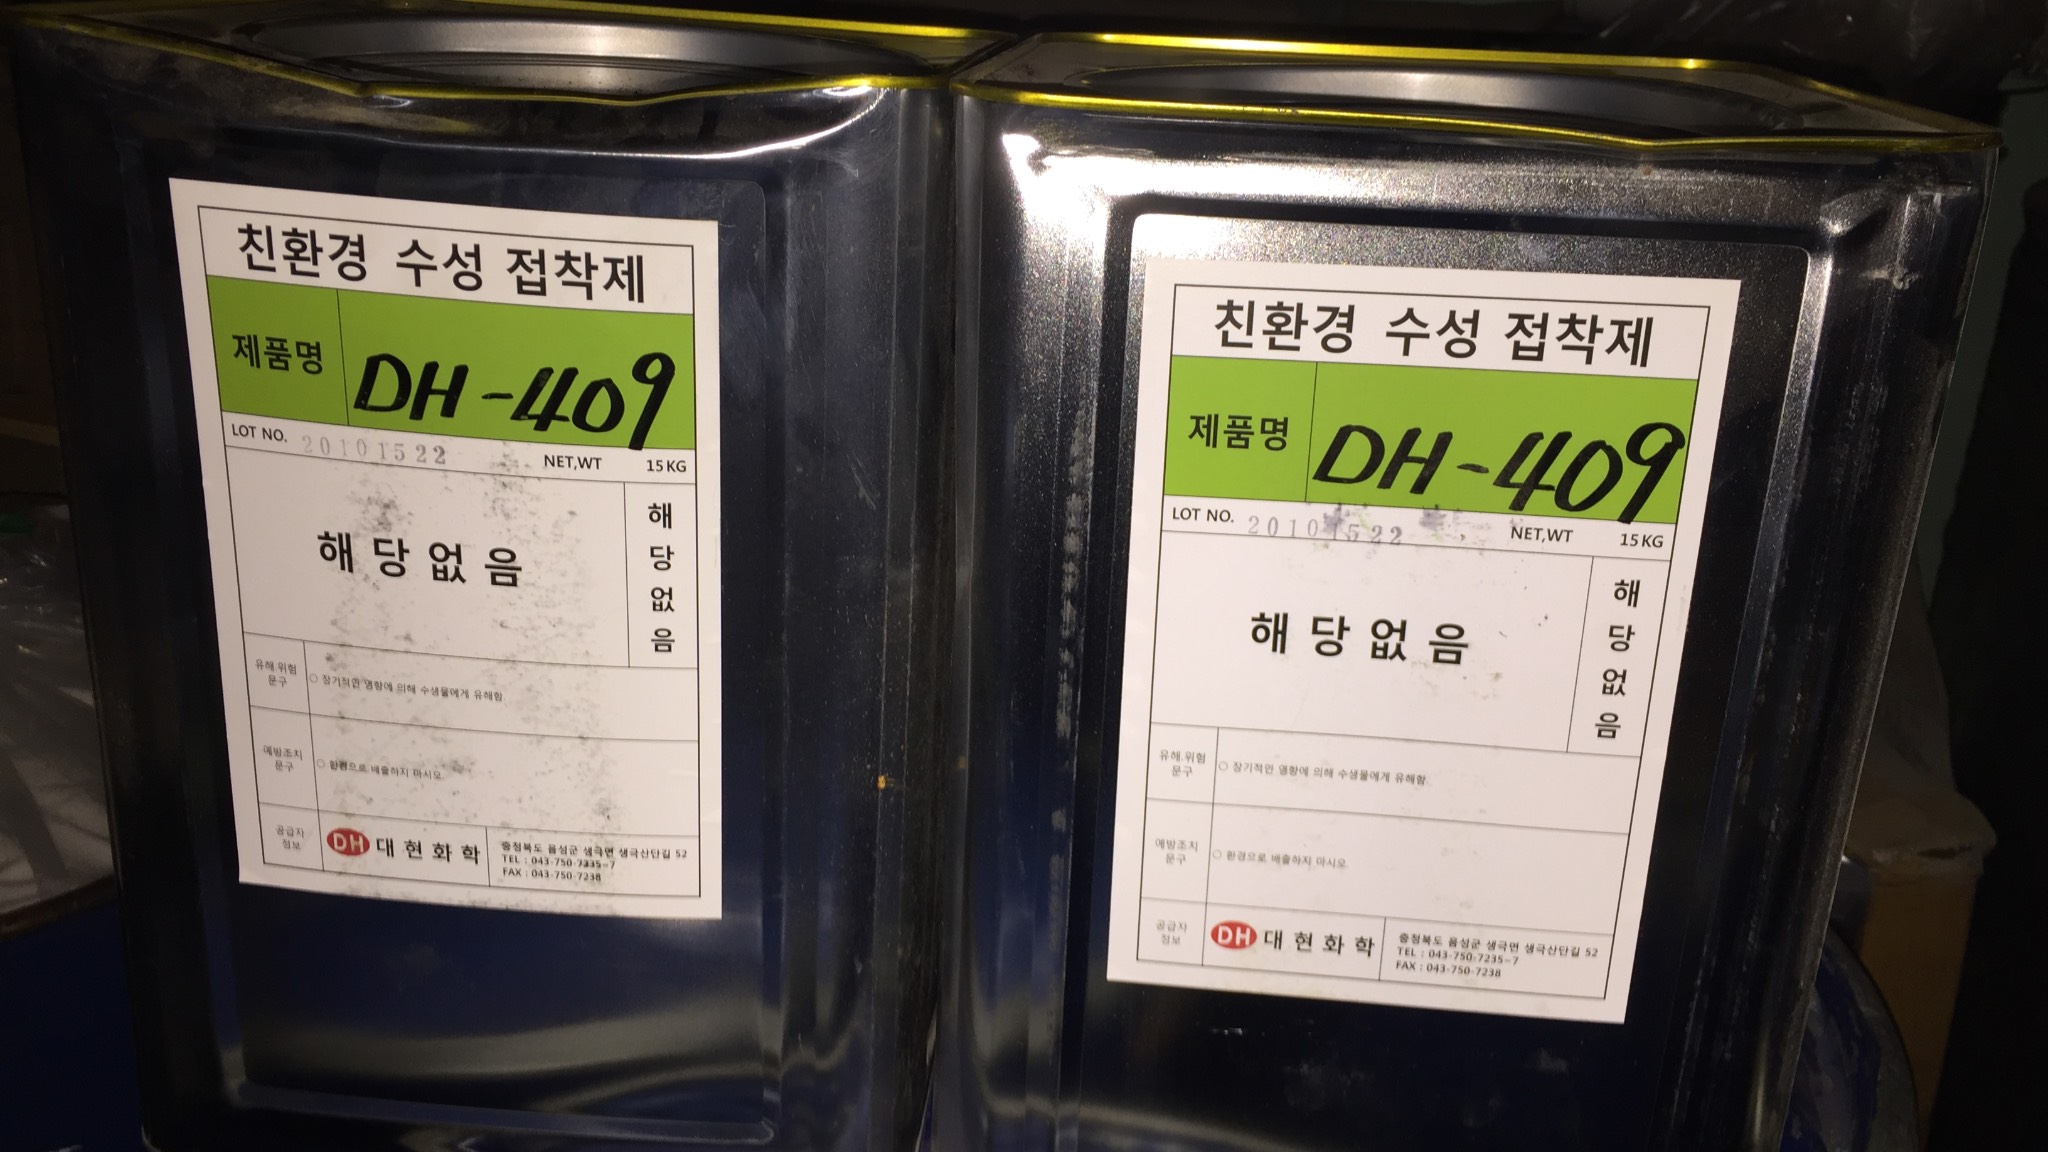 친환경 수성 접착제
제품명 DH-409
LOT NO. 20101522 NET,WT 15KG
해당없음
해당없음
유해.위험
문구
○ 장기적인 영향에 의해 수생물에게 유해함
예방조치
문구
○ 환경으로 배출하지 마시오.
공급자
정보
DH 대현화학
충청북도 음성군 생극면 생극산단길 52
TEL : 043-750-7235~7
FAX : 043-750-7238
친환경 수성 접착제
제품명 DH-409
LOT NO. 20101522 NET,WT 15KG
해당없음
해당없음
유해.위험
문구
○ 장기적인 영향에 의해 수생물에게 유해함
예방조치
문구
○ 환경으로 배출하지 마시오.
공급자
정보
DH 대현화학
충청북도 음성군 생극면 생극산단길 52
TEL : 043-750-7235~7
FAX : 043-750-7238